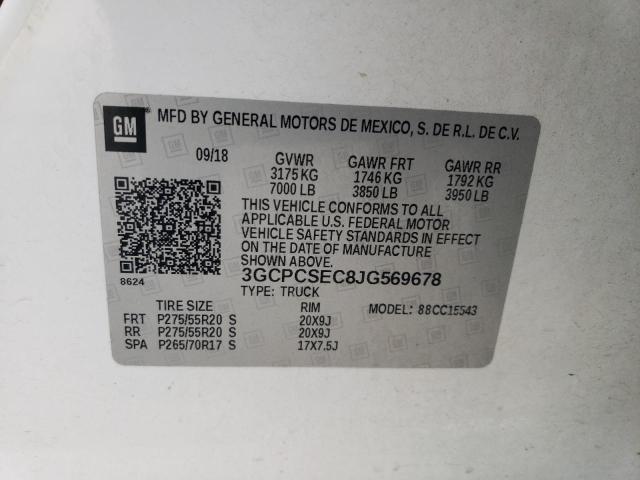 GM MFD BY GENERAL MOTORS DE MEXICO, S. DE R.L. DE C.V.
09/18 GVWR GAWR FRT GAWR RR
3175 KG 1746 KG 1792 KG
7000 LB 3850 LB 3950 LB
THIS VEHICLE CONFORMS TO ALL
APPLICABLE U.S. FEDERAL MOTOR
VEHICLE SAFETY STANDARDS IN EFFECT
ON THE DATE OF MANUFACTURE
SHOWN ABOVE.
8624 3GCPCSEC8JG569678
TYPE: TRUCK
TIRE SIZE RIM MODEL: 88CC15543
FRT P275/55R20 S 20X9J
RR P275/55R20 S 20X9J
SPA P265/70R17 S 17X7.5J